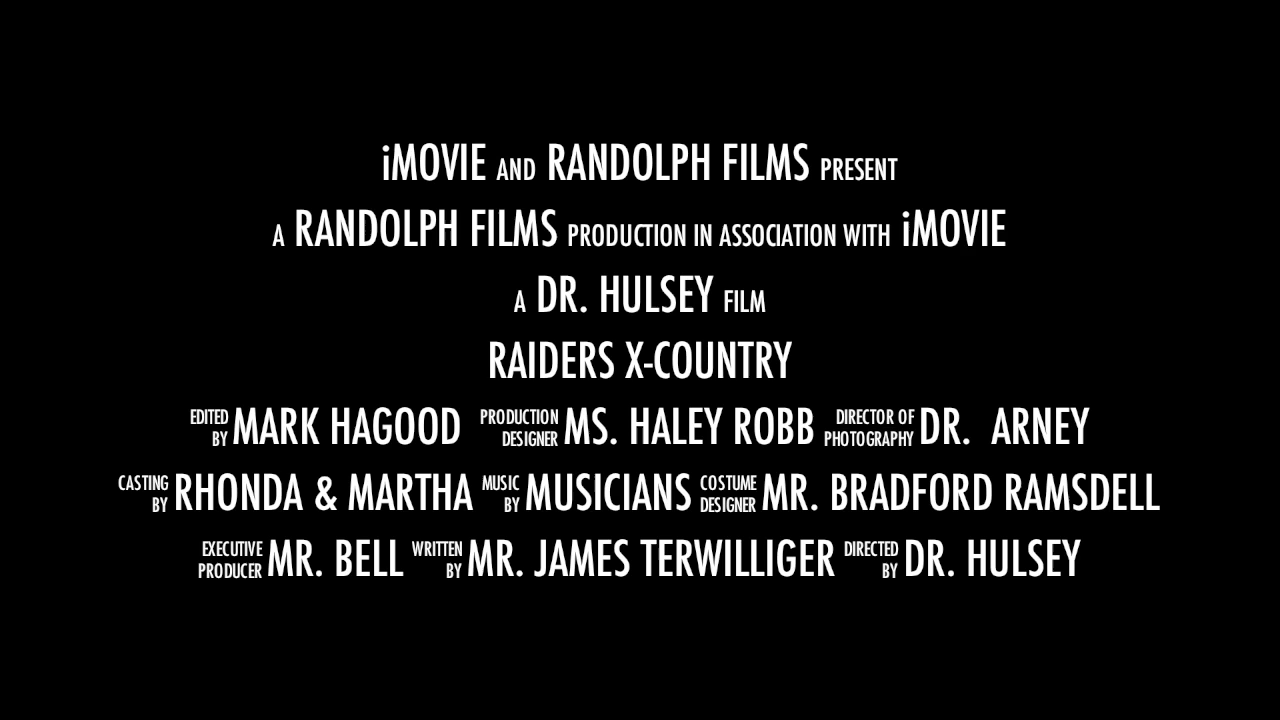 iMOVIE AND RANDOLPH FILMS PRESENT
A RANDOLPH FILMS PRODUCTION IN ASSOCIATION WITH iMOVIE
A DR. HULSEY FILM
RAIDERS X-COUNTRY
EDITED BY MARK HAGOOD PRODUCTION DESIGNER MS. HALEY ROBB DIRECTOR OF PHOTOGRAPHY DR. ARNEY
CASTING BY RHONDA & MARTHA MUSIC BY MUSICIANS COSTUME DESIGNER MR. BRADFORD RAMSDELL
EXECUTIVE PRODUCER MR. BELL WRITTEN BY MR. JAMES TERWILLIGER DIRECTED BY DR. HULSEY